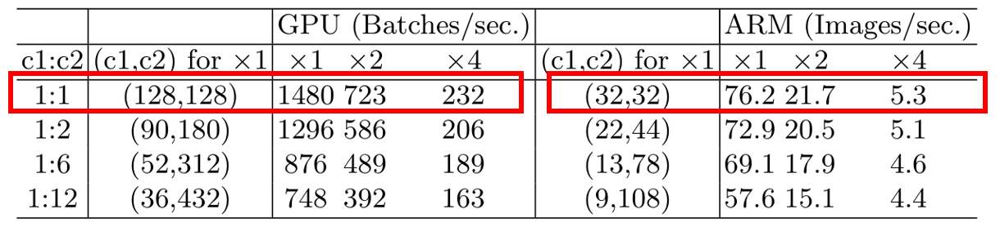 GPU (Batches/sec.) ARM (Images/sec.)
c1:c2 (c1,c2) for ×1 ×1 ×2 ×4 (c1,c2) for ×1 ×1 ×2 ×4
1:1 (128,128) 1480 723 232 (32,32) 76.2 21.7 5.3
1:2 (90,180) 1296 586 206 (22,44) 72.9 20.5 5.1
1:6 (52,312) 876 489 189 (13,78) 69.1 17.9 4.6
1:12 (36,432) 748 392 163 (9,108) 57.6 15.1 4.4